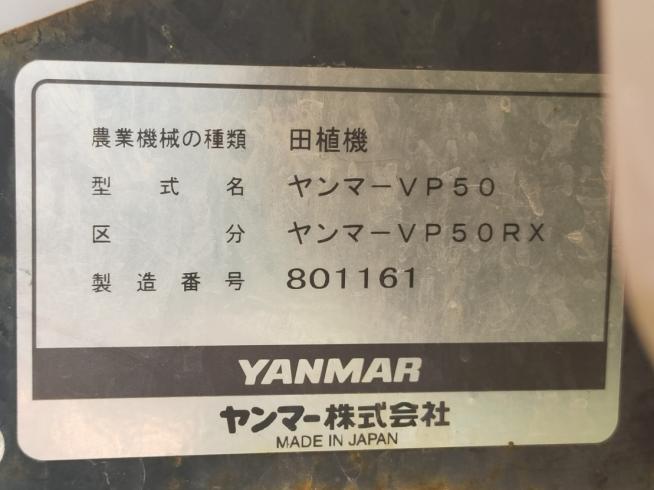 農業機械の種類 田植機
型式名 ヤンマーVP50
区分 ヤンマーVP50RX
製造番号 801161
YANMAR
ヤンマー株式会社
MADE IN JAPAN